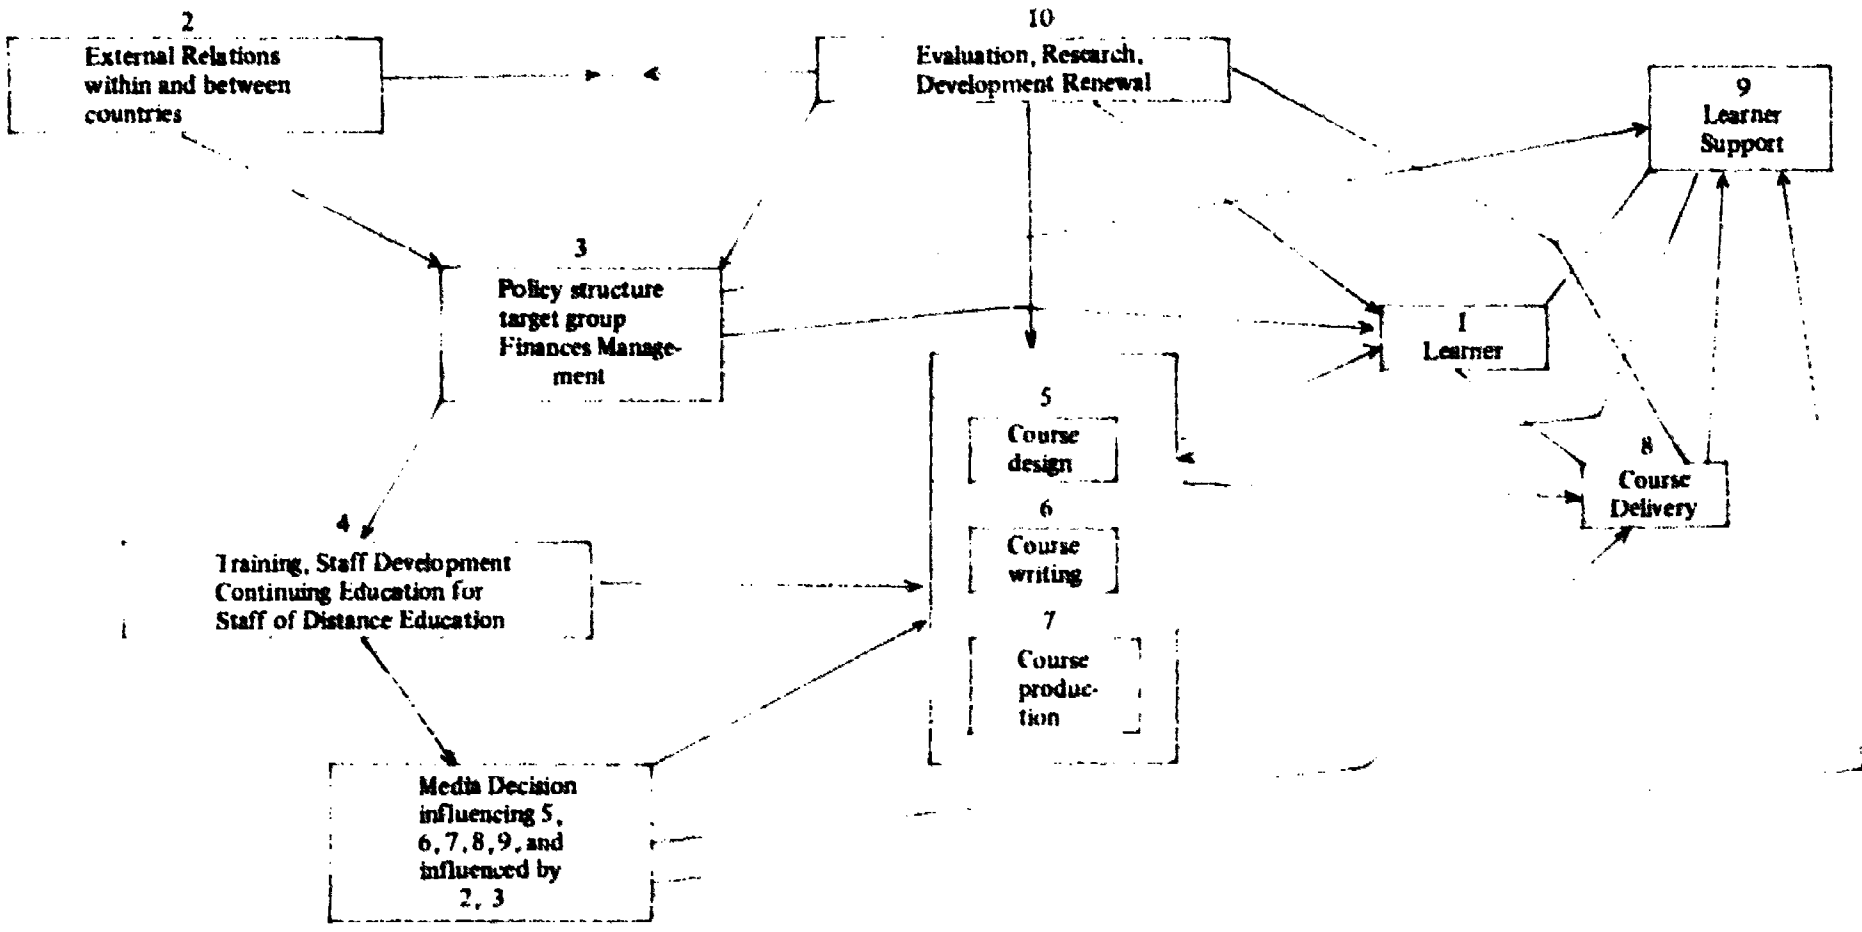 2
External Relations
within and between
countries
10
Evaluation, Research,
Development Renewal
9
Learner
Support
3
Policy structure
target group
Finances Manage-
ment
1
Learner
5
Course
design
8
Course
Delivery
4
Training, Staff Development
Continuing Education for
Staff of Distance Education
6
Course
writing
7
Course
produc-
tion
Media Decision
influencing 5,
6, 7, 8, 9, and
influenced by
2, 3